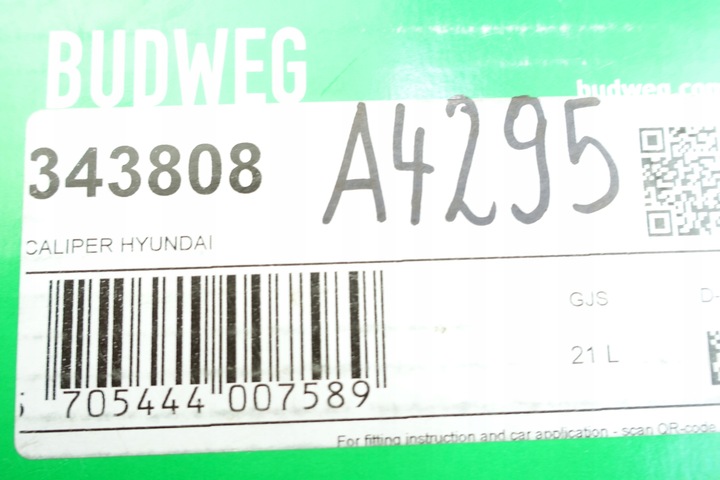 BUDWEG
budweg.com
343808 A4295
CALIPER HYUNDAI
GJS D
21 L
5 705444 007589
For fitting instruction and car application - scan QR-code